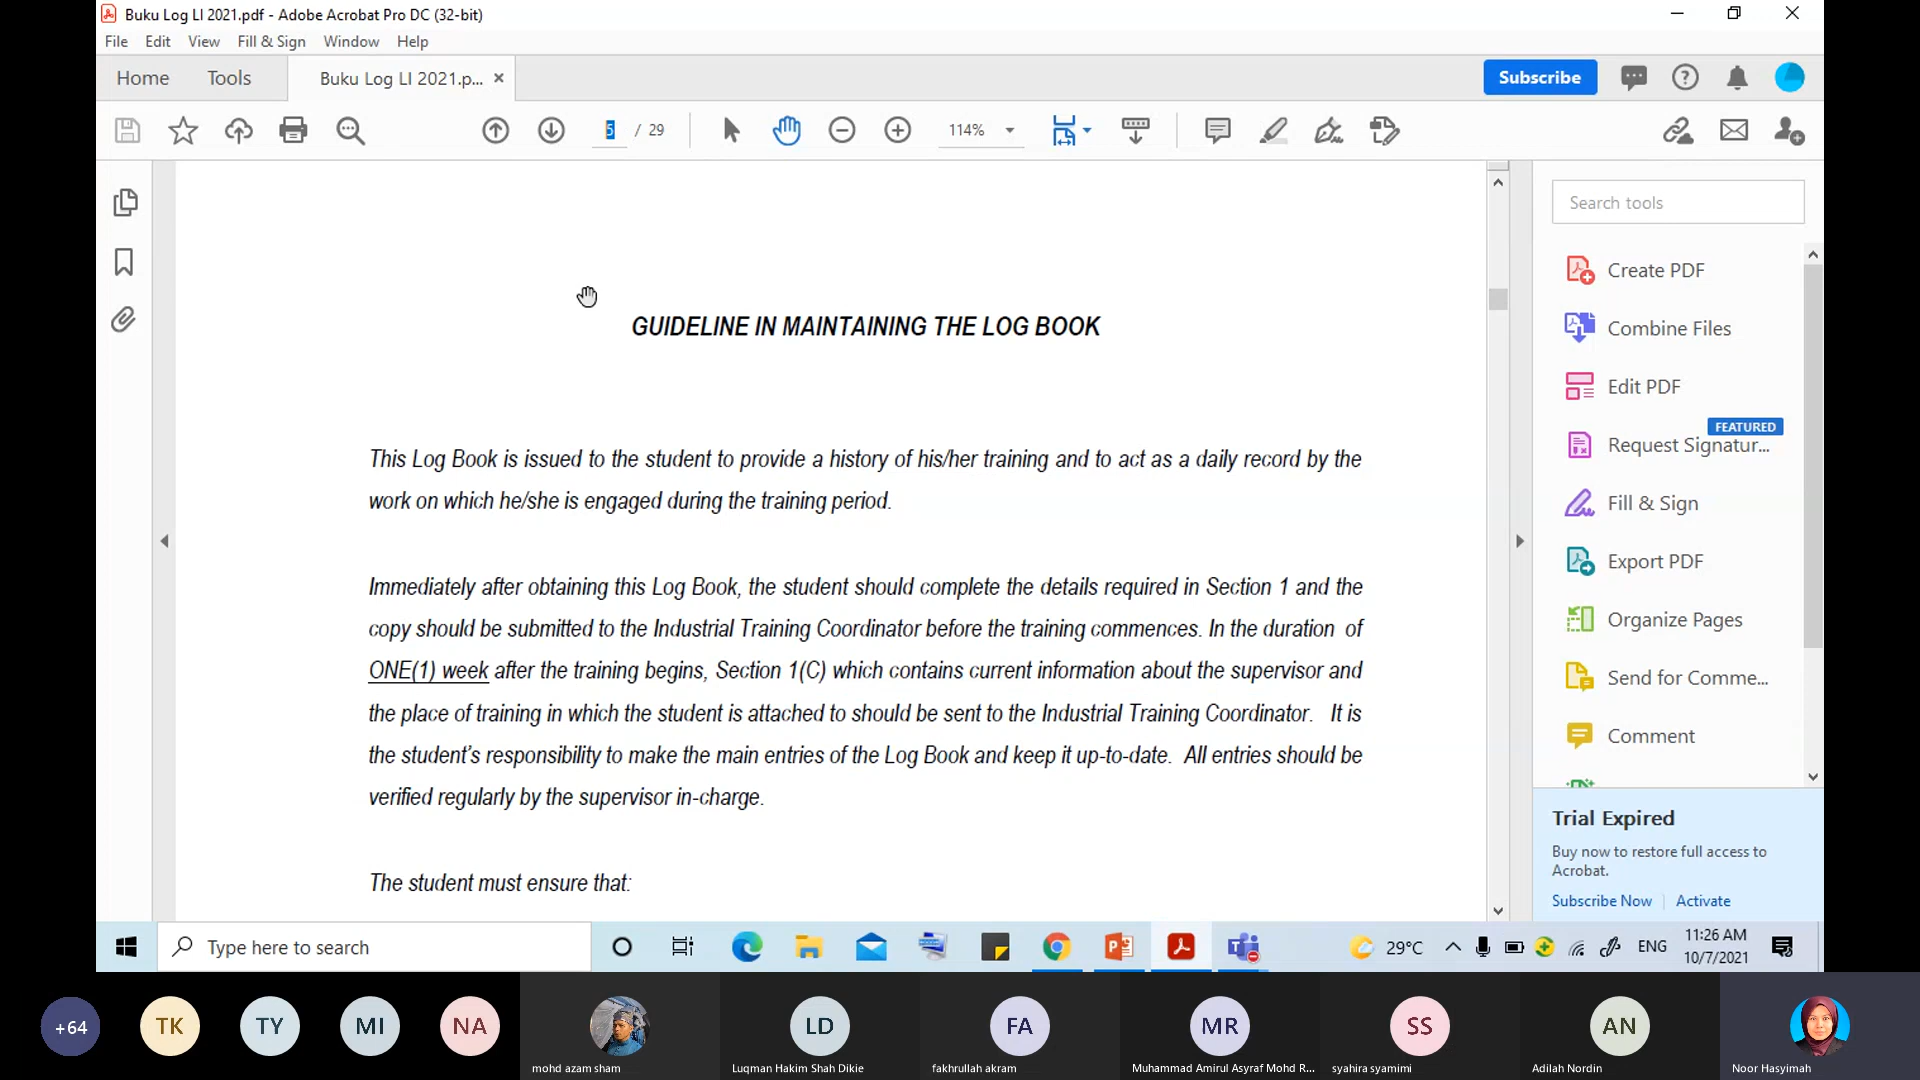 Buku Log LI 2021.pdf - Adobe Acrobat Pro DC (32-bit)
File Edit View Fill & Sign Window Help
Home Tools Buku Log LI 2021.p... × Subscribe
5 / 29 114%
Search tools
GUIDELINE IN MAINTAINING THE LOG BOOK
This Log Book is issued to the student to provide a history of his/her training and to act as a daily record by the
work on which he/she is engaged during the training period.
Immediately after obtaining this Log Book, the student should complete the details required in Section 1 and the
copy should be submitted to the Industrial Training Coordinator before the training commences. In the duration of
ONE(1) week after the training begins, Section 1(C) which contains current information about the supervisor and
the place of training in which the student is attached to should be sent to the Industrial Training Coordinator. It is
the student's responsibility to make the main entries of the Log Book and keep it up-to-date. All entries should be
verified regularly by the supervisor in-charge.
The student must ensure that:
Create PDF
Combine Files
Edit PDF
FEATURED
Request Signatur...
Fill & Sign
Export PDF
Organize Pages
Send for Comme...
Comment
Trial Expired
Buy now to restore full access to
Acrobat.
Subscribe Now | Activate
Type here to search
29°C ENG 11:26 AM
10/7/2021
+64 TK TY MI NA LD FA MR SS AN
mohd azam sham Luqman Hakim Shah Dikie fakhrullah akram Muhammad Amirul Asyraf Mohd R... syahira syamimi Adilah Nordin Noor Hasyimah